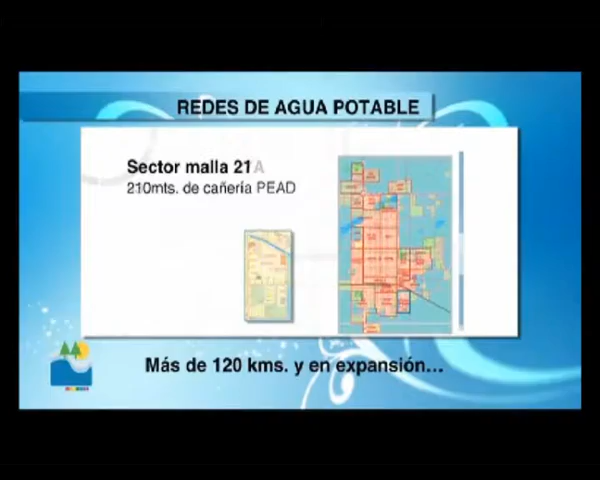 REDES DE AGUA POTABLE
Sector malla 21A
210mts. de cañería PEAD
Más de 120 kms. y en expansión...